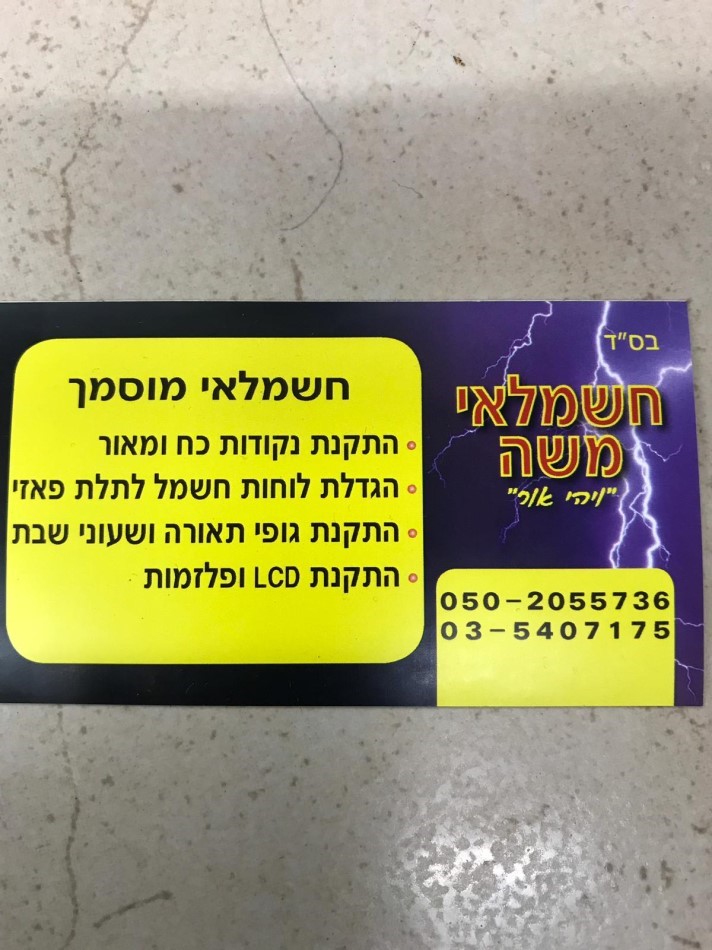 בס"ד
חשמלאי
משה
"ויהי אור"
050-2055736
03-5407175
חשמלאי מוסמך
• התקנת נקודות כח ומאור
• הגדלת לוחות חשמל לתלת פאזי
• התקנת גופי תאורה ושעוני שבת
• התקנת LCD ופלזמות